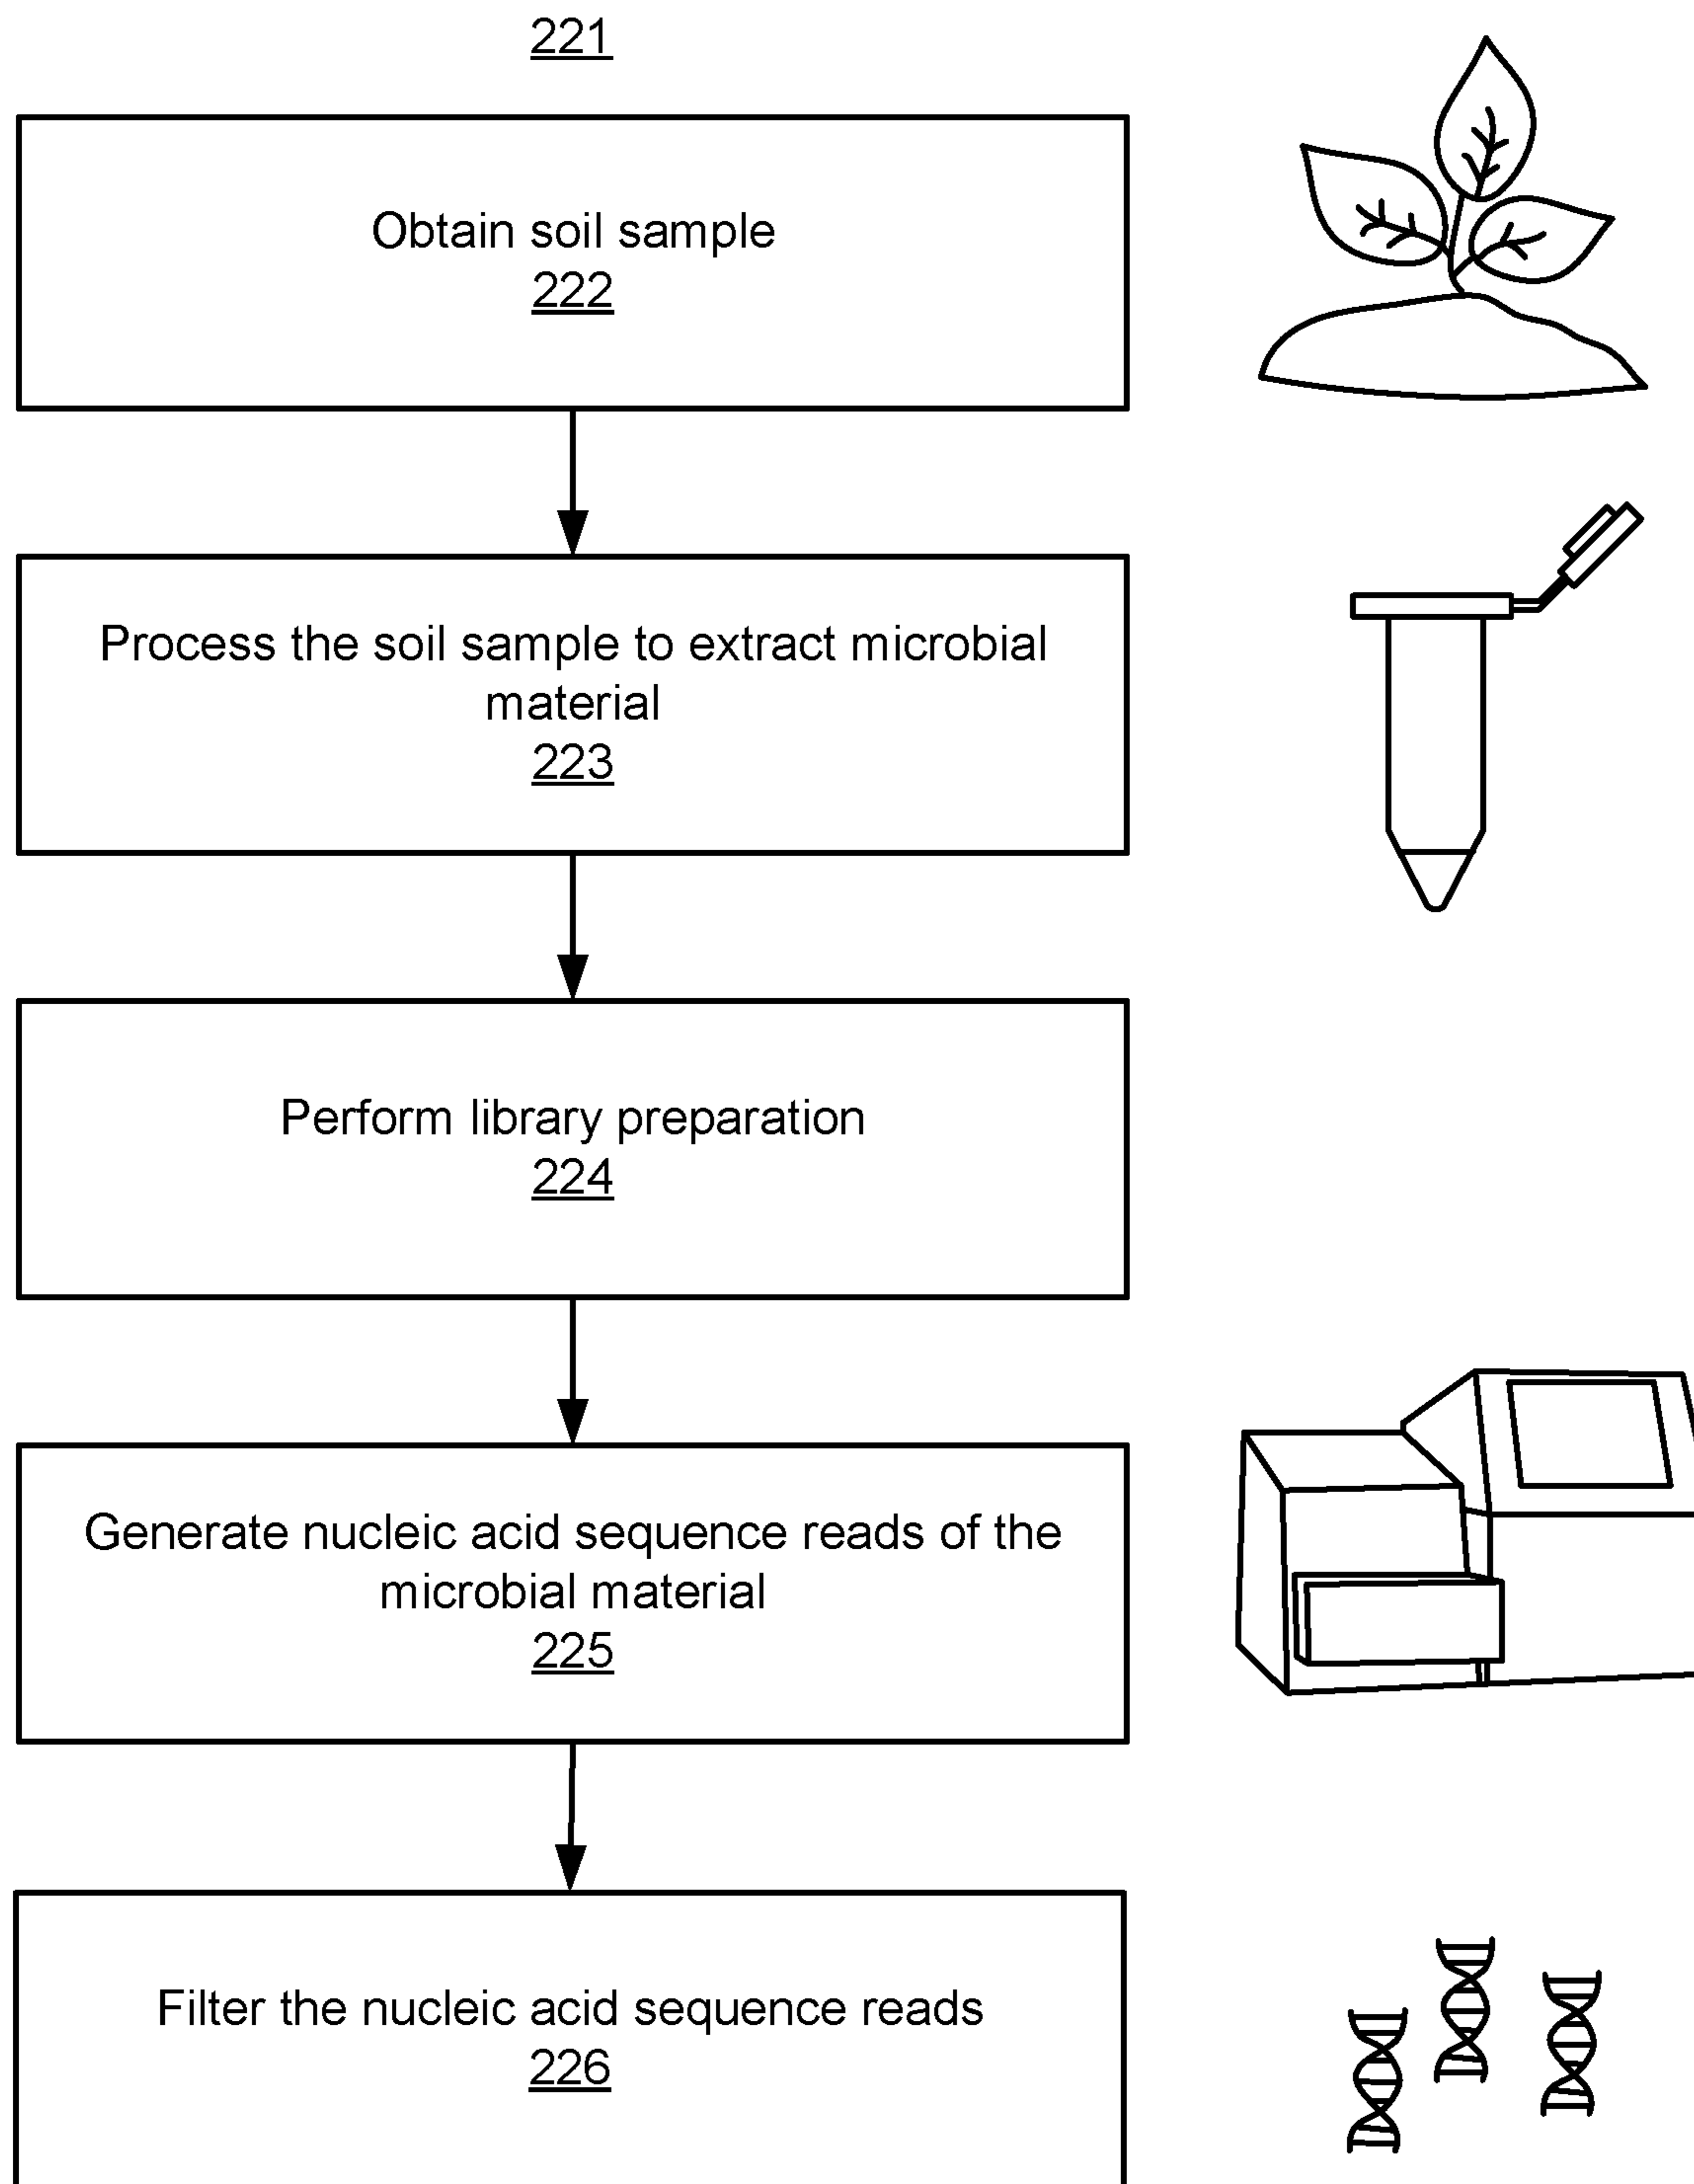 221
Obtain soil sample
222
Process the soil sample to extract microbial
material
223
Perform library preparation
224
Generate nucleic acid sequence reads of the
microbial material
225
Filter the nucleic acid sequence reads
226